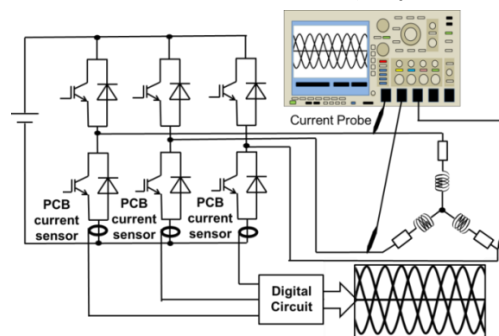 Current Probe
PCB
current
sensor
PCB
current
sensor
PCB
current
sensor
Digital
Circuit